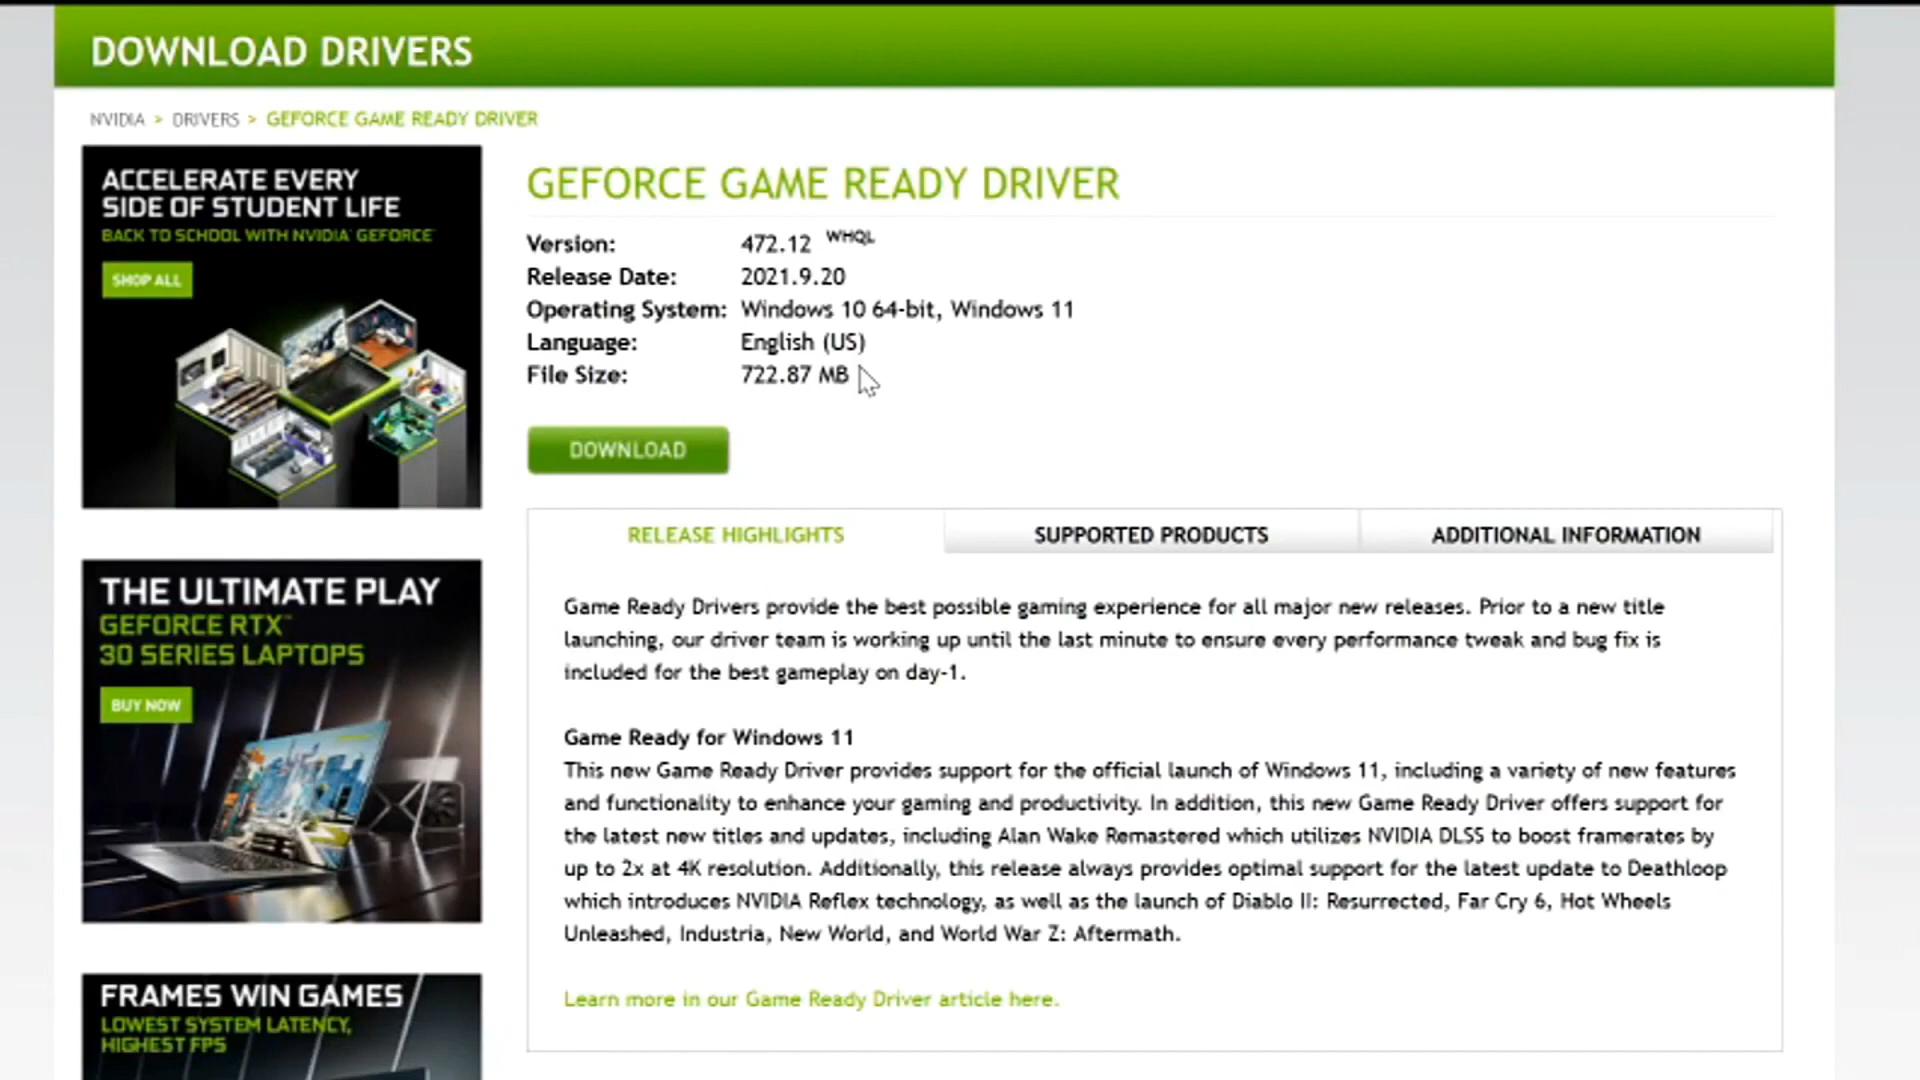 DOWNLOAD DRIVERS
NVIDIA > DRIVERS > GEFORCE GAME READY DRIVER
ACCELERATE EVERY
SIDE OF STUDENT LIFE
BACK TO SCHOOL WITH NVIDIA GEFORCE
SHOP ALL
GEFORCE GAME READY DRIVER
Version: 472.12 WHQL
Release Date: 2021.9.20
Operating System: Windows 10 64-bit, Windows 11
Language: English (US)
File Size: 722.87 MB
DOWNLOAD
THE ULTIMATE PLAY
GEFORCE RTX™
30 SERIES LAPTOPS
BUY NOW
FRAMES WIN GAMES
LOWEST SYSTEM LATENCY,
HIGHEST FPS
RELEASE HIGHLIGHTS SUPPORTED PRODUCTS ADDITIONAL INFORMATION
Game Ready Drivers provide the best possible gaming experience for all major new releases. Prior to a new title
launching, our driver team is working up until the last minute to ensure every performance tweak and bug fix is
included for the best gameplay on day-1.
Game Ready for Windows 11
This new Game Ready Driver provides support for the official launch of Windows 11, including a variety of new features
and functionality to enhance your gaming and productivity. In addition, this new Game Ready Driver offers support for
the latest new titles and updates, including Alan Wake Remastered which utilizes NVIDIA DLSS to boost framerates by
up to 2x at 4K resolution. Additionally, this release always provides optimal support for the latest update to Deathloop
which introduces NVIDIA Reflex technology, as well as the launch of Diablo II: Resurrected, Far Cry 6, Hot Wheels
Unleashed, Industria, New World, and World War Z: Aftermath.
Learn more in our Game Ready Driver article here.